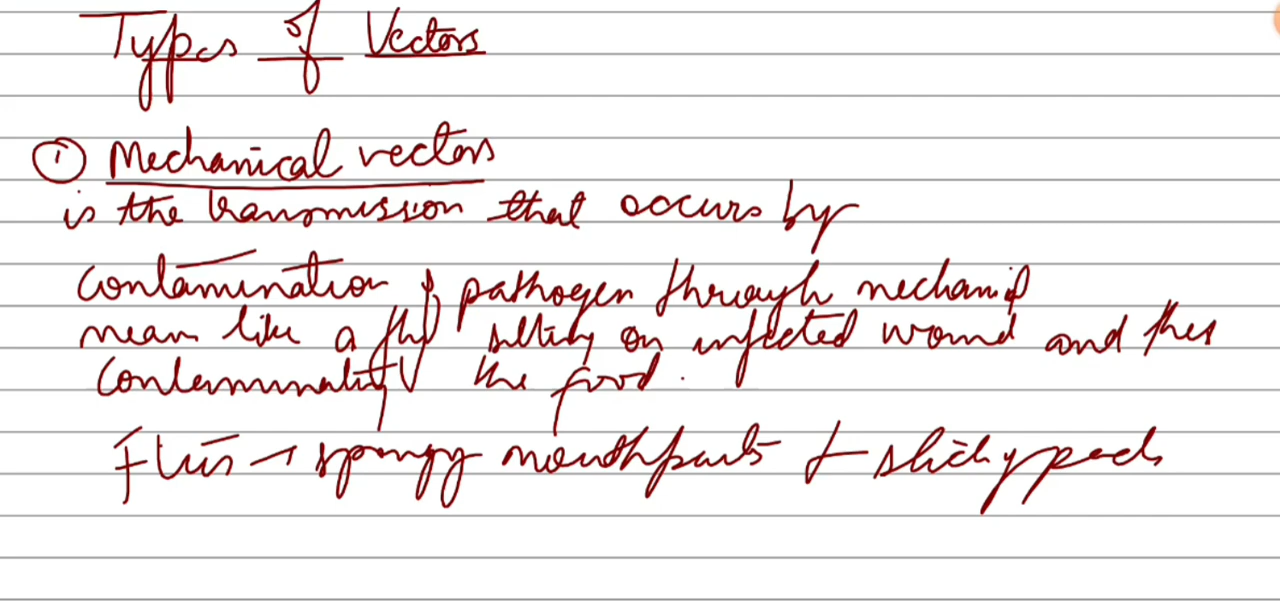 Types of Vectors
① Mechanical vectors
is the transmission that occurs by
contamination of pathogen through mechanical
mean like a fly sitting on infected wound and then
contaminating the food.
Flies → spongy mouthparts + sticky pads